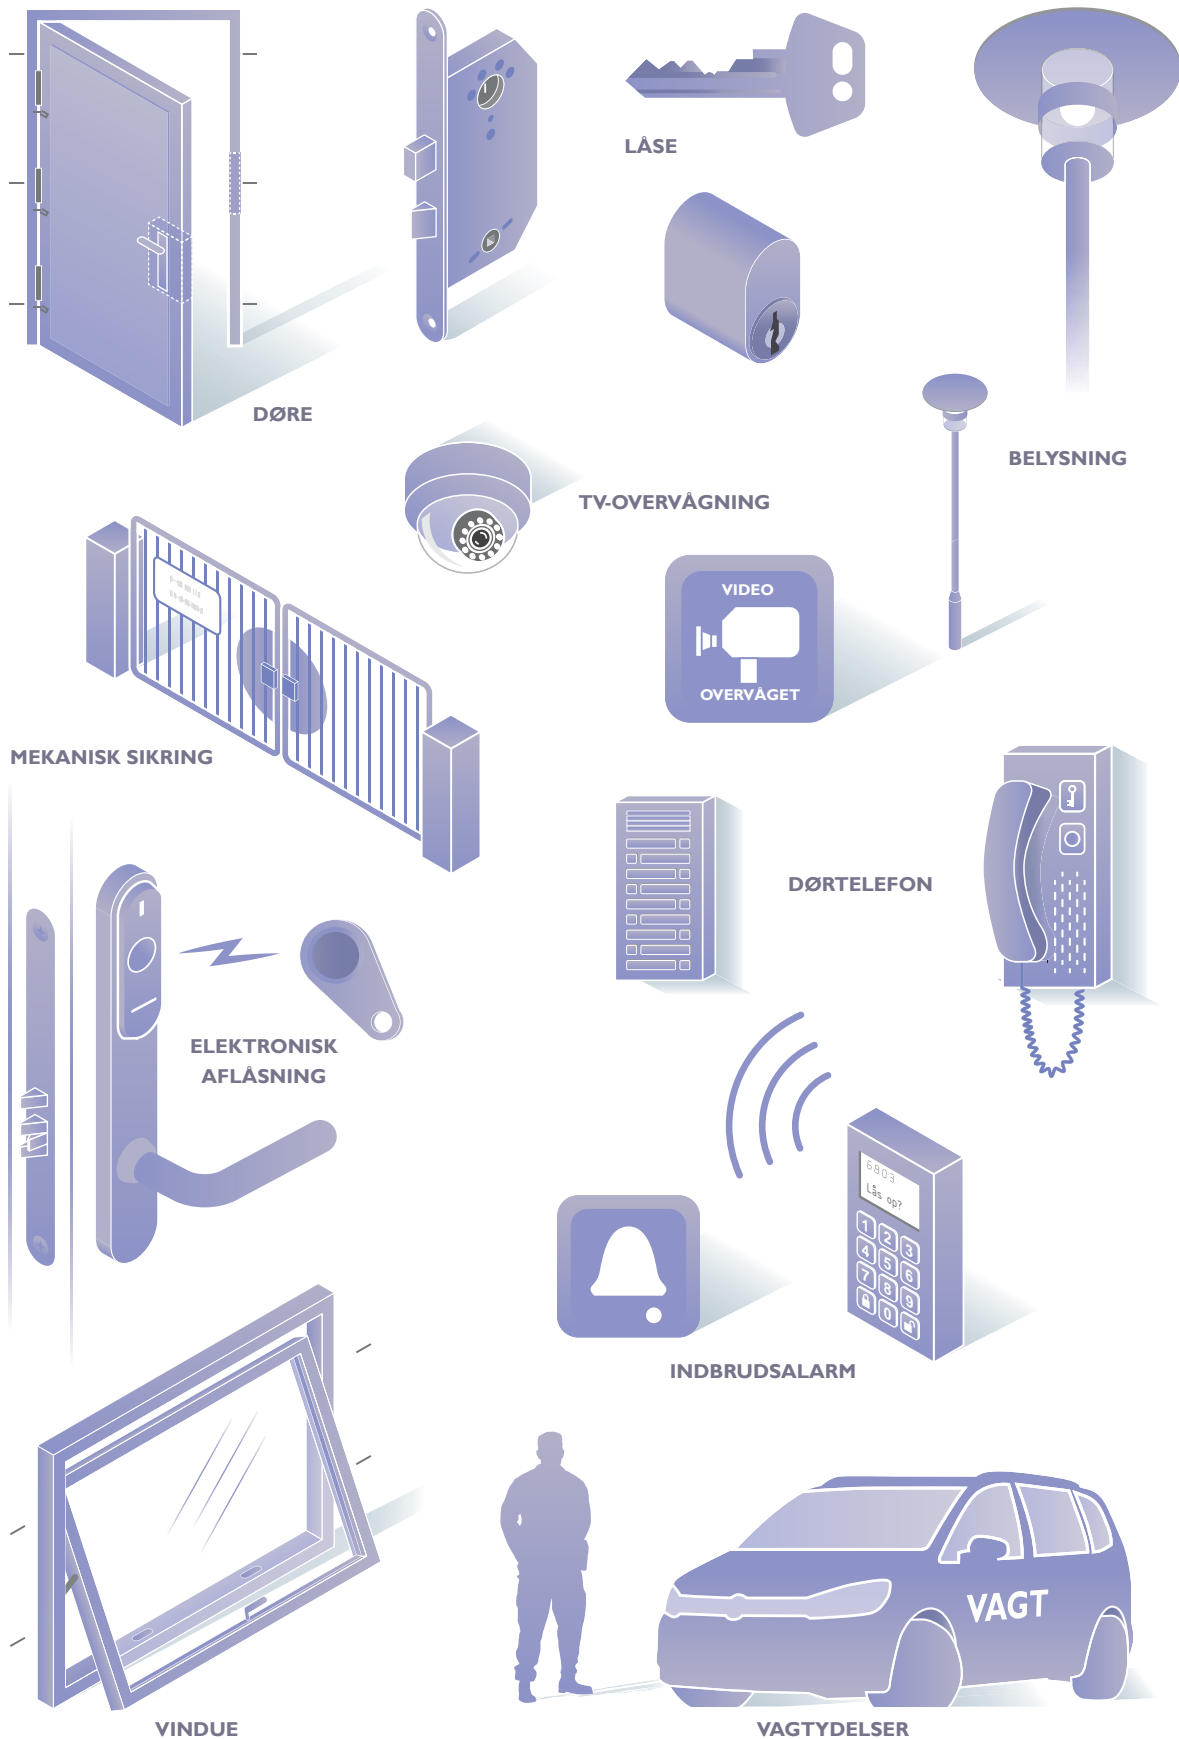 LÅSE
DØRE
BELYSNING
TV-OVERVÅGNING
VIDEO
OVERVÅGET
MEKANISK SIKRING
DØRTELEFON
ELEKTRONISK
AFLÅSNING
6803
Lås op?
1 2 3
4 5 6
7 8 9
0
INDBRUDSALARM
VAGT
VINDUE
VAGTYDELSER